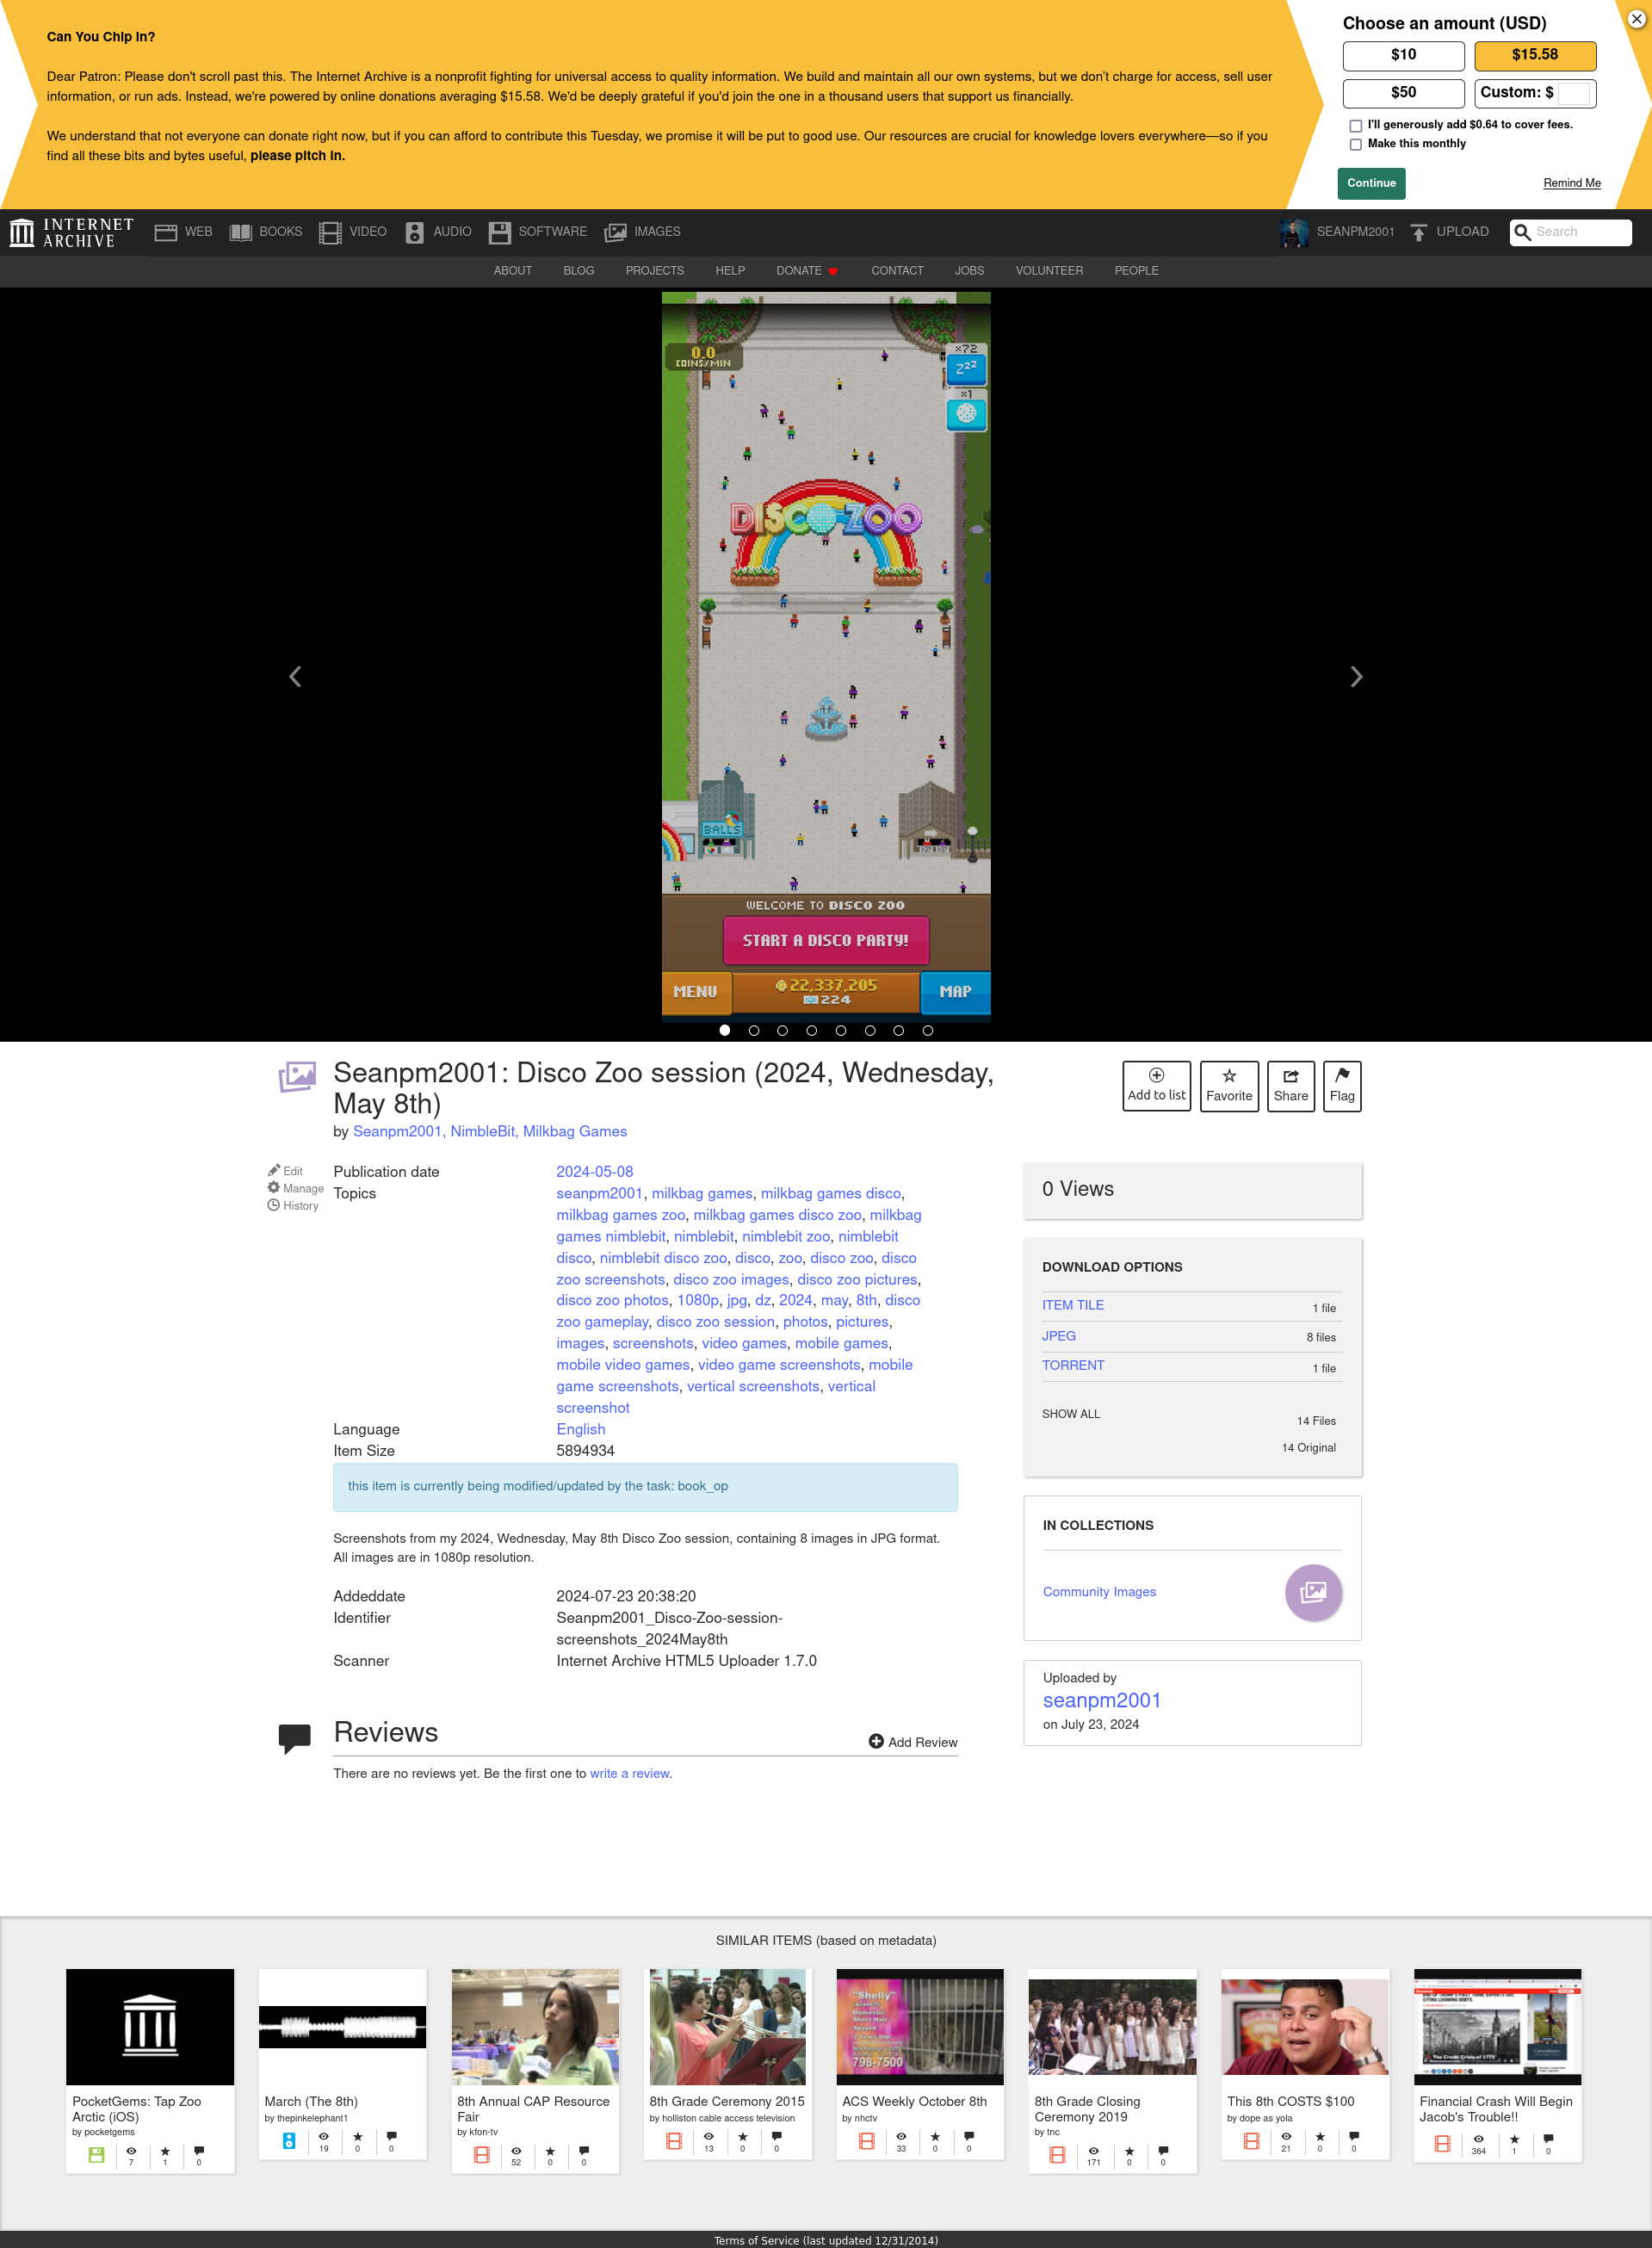 Can You Chip In?
Dear Patron: Please don't scroll past this. The Internet Archive is a nonprofit fighting for universal access to quality information. We build and maintain all our own systems, but we don't charge for access, sell user
information, or run ads. Instead, we're powered by online donations averaging $15.58. We'd be deeply grateful if you'd join the one in a thousand users that support us financially.
We understand that not everyone can donate right now, but if you can afford to contribute this Tuesday, we promise it will be put to good use. Our resources are crucial for knowledge lovers everywhere—so if you
find all these bits and bytes useful, please pitch in.
Choose an amount (USD)
$10 $15.58
$50 Custom: $
I'll generously add $0.64 to cover fees.
Make this monthly
Continue Remind Me
INTERNET ARCHIVE WEB BOOKS VIDEO AUDIO SOFTWARE IMAGES SEANPM2001 UPLOAD Search
ABOUT BLOG PROJECTS HELP DONATE CONTACT JOBS VOLUNTEER PEOPLE
0.0
COINS/MIN
×72
Zzz
×1
DISCO ZOO
BALLS
WELCOME TO DISCO ZOO
START A DISCO PARTY!
MENU 22,337,205 MAP
224
Seanpm2001: Disco Zoo session (2024, Wednesday,
May 8th)
by Seanpm2001, NimbleBit, Milkbag Games
Add to list Favorite Share Flag
Edit
Manage
History
Publication date 2024-05-08
Topics seanpm2001, milkbag games, milkbag games disco,
milkbag games zoo, milkbag games disco zoo, milkbag
games nimblebit, nimblebit, nimblebit zoo, nimblebit
disco, nimblebit disco zoo, disco, zoo, disco zoo, disco
zoo screenshots, disco zoo images, disco zoo pictures,
disco zoo photos, 1080p, jpg, dz, 2024, may, 8th, disco
zoo gameplay, disco zoo session, photos, pictures,
images, screenshots, video games, mobile games,
mobile video games, video game screenshots, mobile
game screenshots, vertical screenshots, vertical
screenshot
Language English
Item Size 5894934
this item is currently being modified/updated by the task: book_op
Screenshots from my 2024, Wednesday, May 8th Disco Zoo session, containing 8 images in JPG format.
All images are in 1080p resolution.
Addeddate 2024-07-23 20:38:20
Identifier Seanpm2001_Disco-Zoo-session-
screenshots_2024May8th
Scanner Internet Archive HTML5 Uploader 1.7.0
Reviews
Add Review
There are no reviews yet. Be the first one to write a review.
0 Views
DOWNLOAD OPTIONS
ITEM TILE 1 file
JPEG 8 files
TORRENT 1 file
SHOW ALL 14 Files
14 Original
IN COLLECTIONS
Community Images
Uploaded by
seanpm2001
on July 23, 2024
SIMILAR ITEMS (based on metadata)
PocketGems: Tap Zoo
Arctic (iOS)
by pocketgems
7 1 0
March (The 8th)
by thepinkelephant1
19 0 0
8th Annual CAP Resource
Fair
by kfon-tv
52 0 0
8th Grade Ceremony 2015
by holliston cable access television
13 0 0
"Shelly"
Domestic
Short Hair
798-7500
ACS Weekly October 8th
by nhctv
33 0 0
8th Grade Closing
Ceremony 2019
by tnc
171 0 0
This 8th COSTS $100
by dope as yola
21 0 0
The Credit Crisis of 1772
Financial Crash Will Begin
Jacob's Trouble!!
364 1 0
Terms of Service (last updated 12/31/2014)